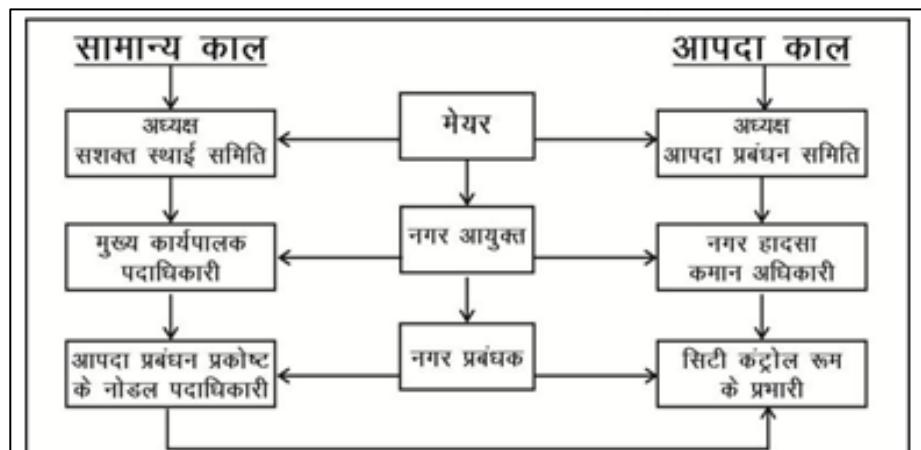 सामान्य काल
आपदा काल
मेयर
अध्यक्ष
सशक्त स्थाई समिति
अध्यक्ष
आपदा प्रबंधन समिति
नगर आयुक्त
मुख्य कार्यपालक
पदाधिकारी
नगर हादसा
कमान अधिकारी
नगर प्रबंधक
आपदा प्रबंधन प्रकोष्ट
के नोडल पदाधिकारी
सिटी कंट्रोल रूम
के प्रभारी